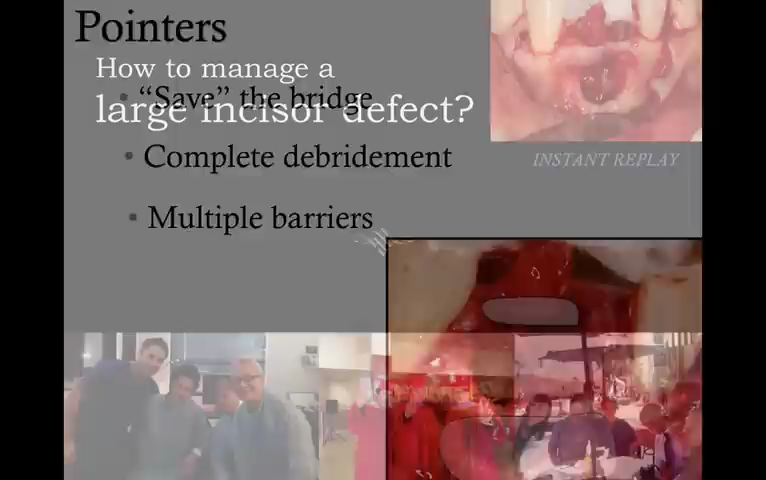 Pointers
How to manage a
• “Save” the bridge
large incisor defect?
• Complete debridement
INSTANT REPLAY
• Multiple barriers